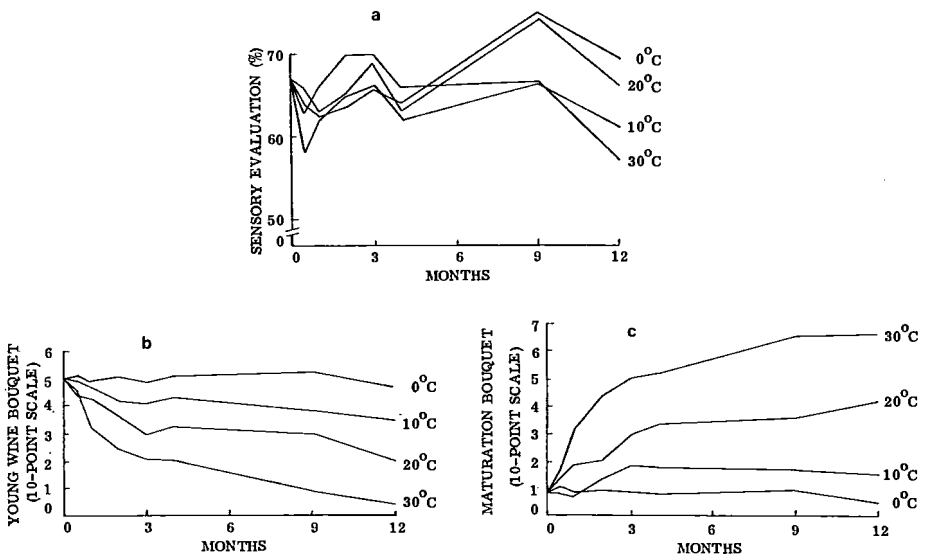 a
SENSORY EVALUATION (%)
70
60
50
0
0°C
20°C
10°C
30°C
0 3 6 9 12
MONTHS
b
YOUNG WINE BOUQUET
(10-POINT SCALE)
6
5
4
3
2
1
0
0°C
10°C
20°C
30°C
0 3 6 9 12
MONTHS
c
MATURATION BOUQUET
(10-POINT SCALE)
7
6
5
4
3
2
1
0
30°C
20°C
10°C
0°C
0 3 6 9 12
MONTHS